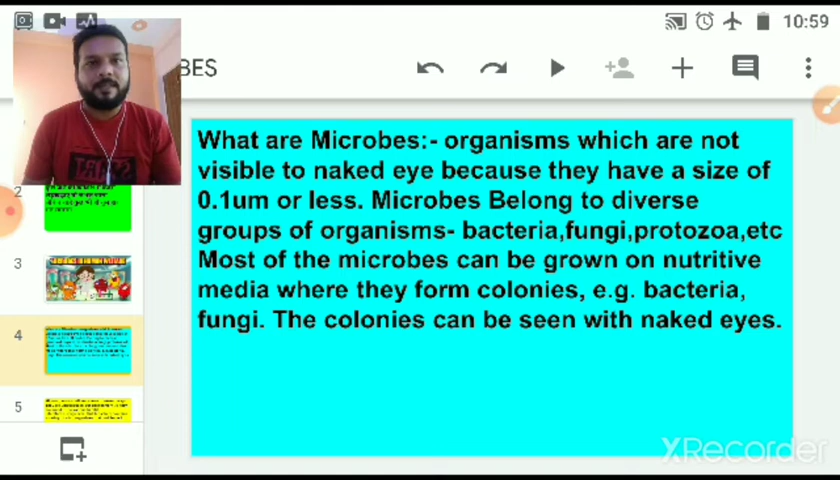 10:59
BES
What are Microbes:- organisms which are not
visible to naked eye because they have a size of
0.1um or less. Microbes Belong to diverse
groups of organisms- bacteria,fungi,protozoa,etc
Most of the microbes can be grown on nutritive
media where they form colonies, e.g. bacteria,
fungi. The colonies can be seen with naked eyes.
2
3
4
5
XRecorder